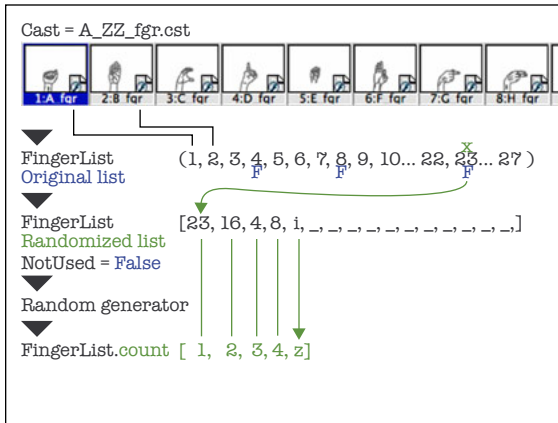 Cast = A_ZZ_fgr.cst
1:A fgr 2:B fgr 3:C fgr 4:D fgr 5:E fgr 6:F fgr 7:G fgr 8:H fgr
x
FingerList (1, 2, 3, 4, 5, 6, 7, 8, 9, 10... 22, 23... 27 )
Original list F F F
FingerList [23, 16, 4, 8, i, _, _, _, _, _, _, _, _, _, _,]
Randomized list
NotUsed = False
Random generator
FingerList.count [ 1, 2, 3, 4, z]